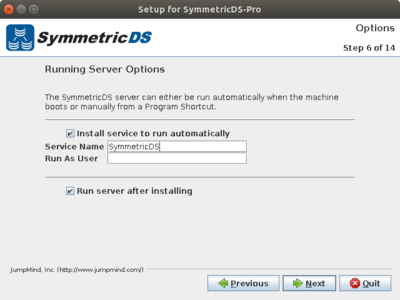 Setup for SymmetricDS-Pro
SymmetricDS
Options
Step 6 of 14
Running Server Options
The SymmetricDS server can either be run automatically when the machine
boots or manually from a Program Shortcut.
Install service to run automatically
Service Name SymmetricDS
Run As User
Run server after installing
JumpMind, Inc. (http://www.jumpmind.com/)
Previous Next Quit